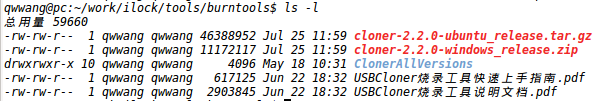 qwwang@pc:~/work/ilock/tools/burntools$ ls -l
总用量 59660
-rw-rw-r-- 1 qwwang qwwang 46388952 Jul 25 11:59 cloner-2.2.0-ubuntu_release.tar.gz
-rw-rw-r-- 1 qwwang qwwang 11172117 Jul 25 11:59 cloner-2.2.0-windows_release.zip
drwxrwxr-x 10 qwwang qwwang 4096 May 18 10:31 ClonerAllVersions
-rw-rw-r-- 1 qwwang qwwang 617125 Jun 22 18:32 USBCloner烧录工具快速上手指南.pdf
-rw-rw-r-- 1 qwwang qwwang 2903845 Jun 22 18:32 USBCloner烧录工具说明文档.pdf